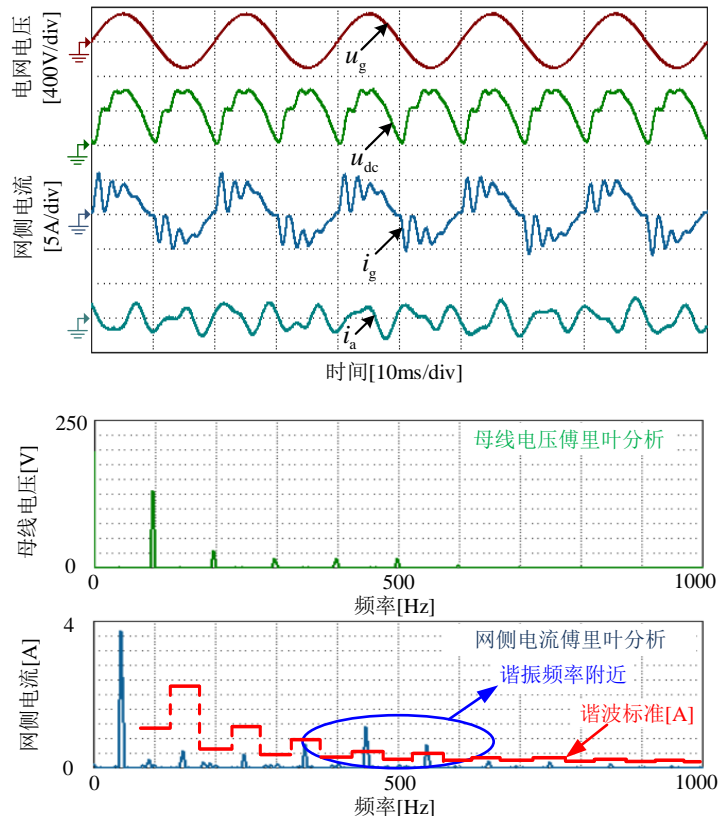 电网电压
[400V/div]
u_g
u_dc
网侧电流
[5A/div]
i_g
i_a
时间[10ms/div]
250
母线电压[V]
母线电压傅里叶分析
0
0
500
1000
频率[Hz]
4
网侧电流[A]
网侧电流傅里叶分析
谐振频率附近
谐波标准[A]
0
0
500
1000
频率[Hz]